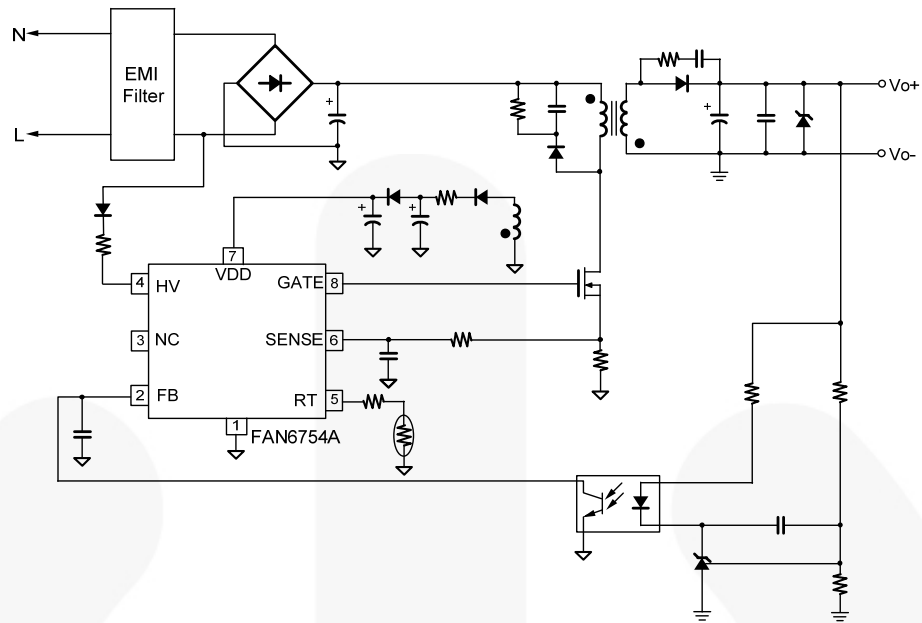 N
EMI
Filter
L
+
+
Vo+
Vo-
+
+
7
VDD
4
HV
GATE
8
3
NC
SENSE
6
2
FB
RT
5
1
FAN6754A